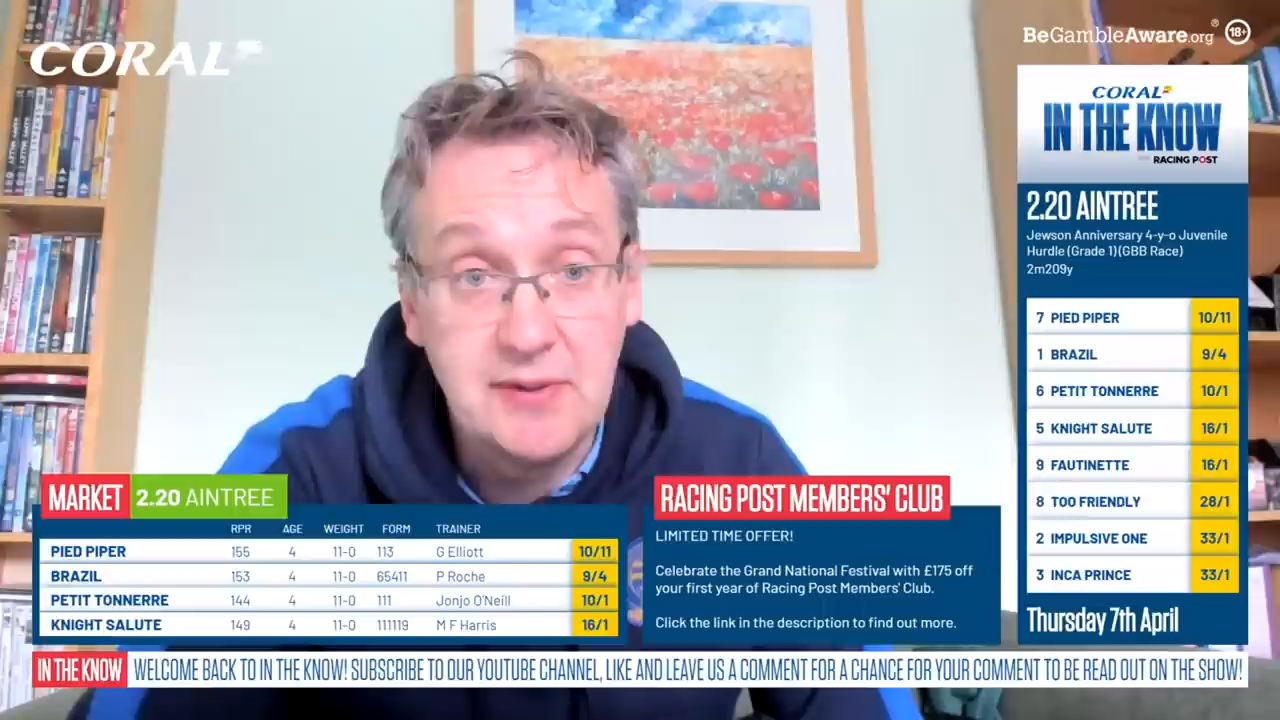 CORAL
BeGambleAware.org® 18+
CORAL
IN THE KNOW
WITH RACING POST
2.20 AINTREE
Jewson Anniversary 4-y-o Juvenile
Hurdle (Grade 1)(GBB Race)
2m209y
7 PIED PIPER 10/11
1 BRAZIL 9/4
6 PETIT TONNERRE 10/1
5 KNIGHT SALUTE 16/1
9 FAUTINETTE 16/1
8 TOO FRIENDLY 28/1
2 IMPULSIVE ONE 33/1
3 INCA PRINCE 33/1
Thursday 7th April
MARKET 2.20 AINTREE
RPR AGE WEIGHT FORM TRAINER
PIED PIPER 155 4 11-0 113 G Elliott 10/11
BRAZIL 153 4 11-0 65411 P Roche 9/4
PETIT TONNERRE 144 4 11-0 111 Jonjo O'Neill 10/1
KNIGHT SALUTE 149 4 11-0 111119 M F Harris 16/1
RACING POST MEMBERS' CLUB
LIMITED TIME OFFER!
Celebrate the Grand National Festival with £175 off
your first year of Racing Post Members' Club.
Click the link in the description to find out more.
IN THE KNOW WELCOME BACK TO IN THE KNOW! SUBSCRIBE TO OUR YOUTUBE CHANNEL, LIKE AND LEAVE US A COMMENT FOR A CHANCE FOR YOUR COMMENT TO BE READ OUT ON THE SHOW!